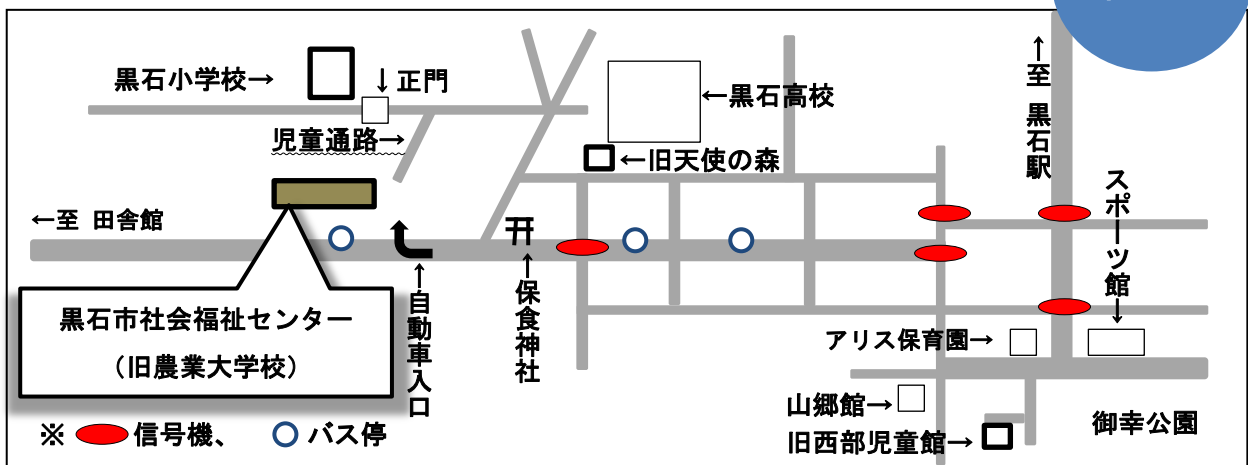 黒石小学校→
↓正門
児童通路→
←黒石高校
←旧天使の森
↑至 黒石駅
スポーツ館→
←至 田舎館
黒石市社会福祉センター
（旧農業大学校）
←自動車入口
←保食神社
アリス保育園→
山郷館→
旧西部児童館→
御幸公園
※ 信号機、 バス停